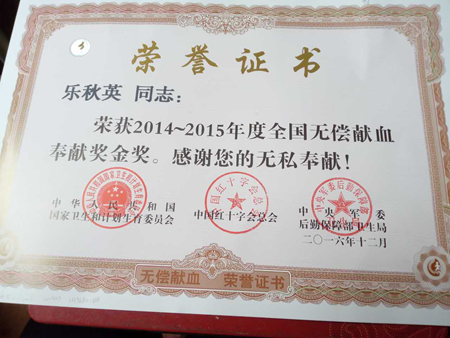 荣誉证书
乐秋英 同志：
荣获2014~2015年度全国无偿献血
奉献奖金奖。感谢您的无私奉献！
中华人民共和国
国家卫生和计划生育委员会
中国红十字会总会
中央军委
后勤保障部卫生局
二〇一六年十二月
无偿献血 荣誉证书